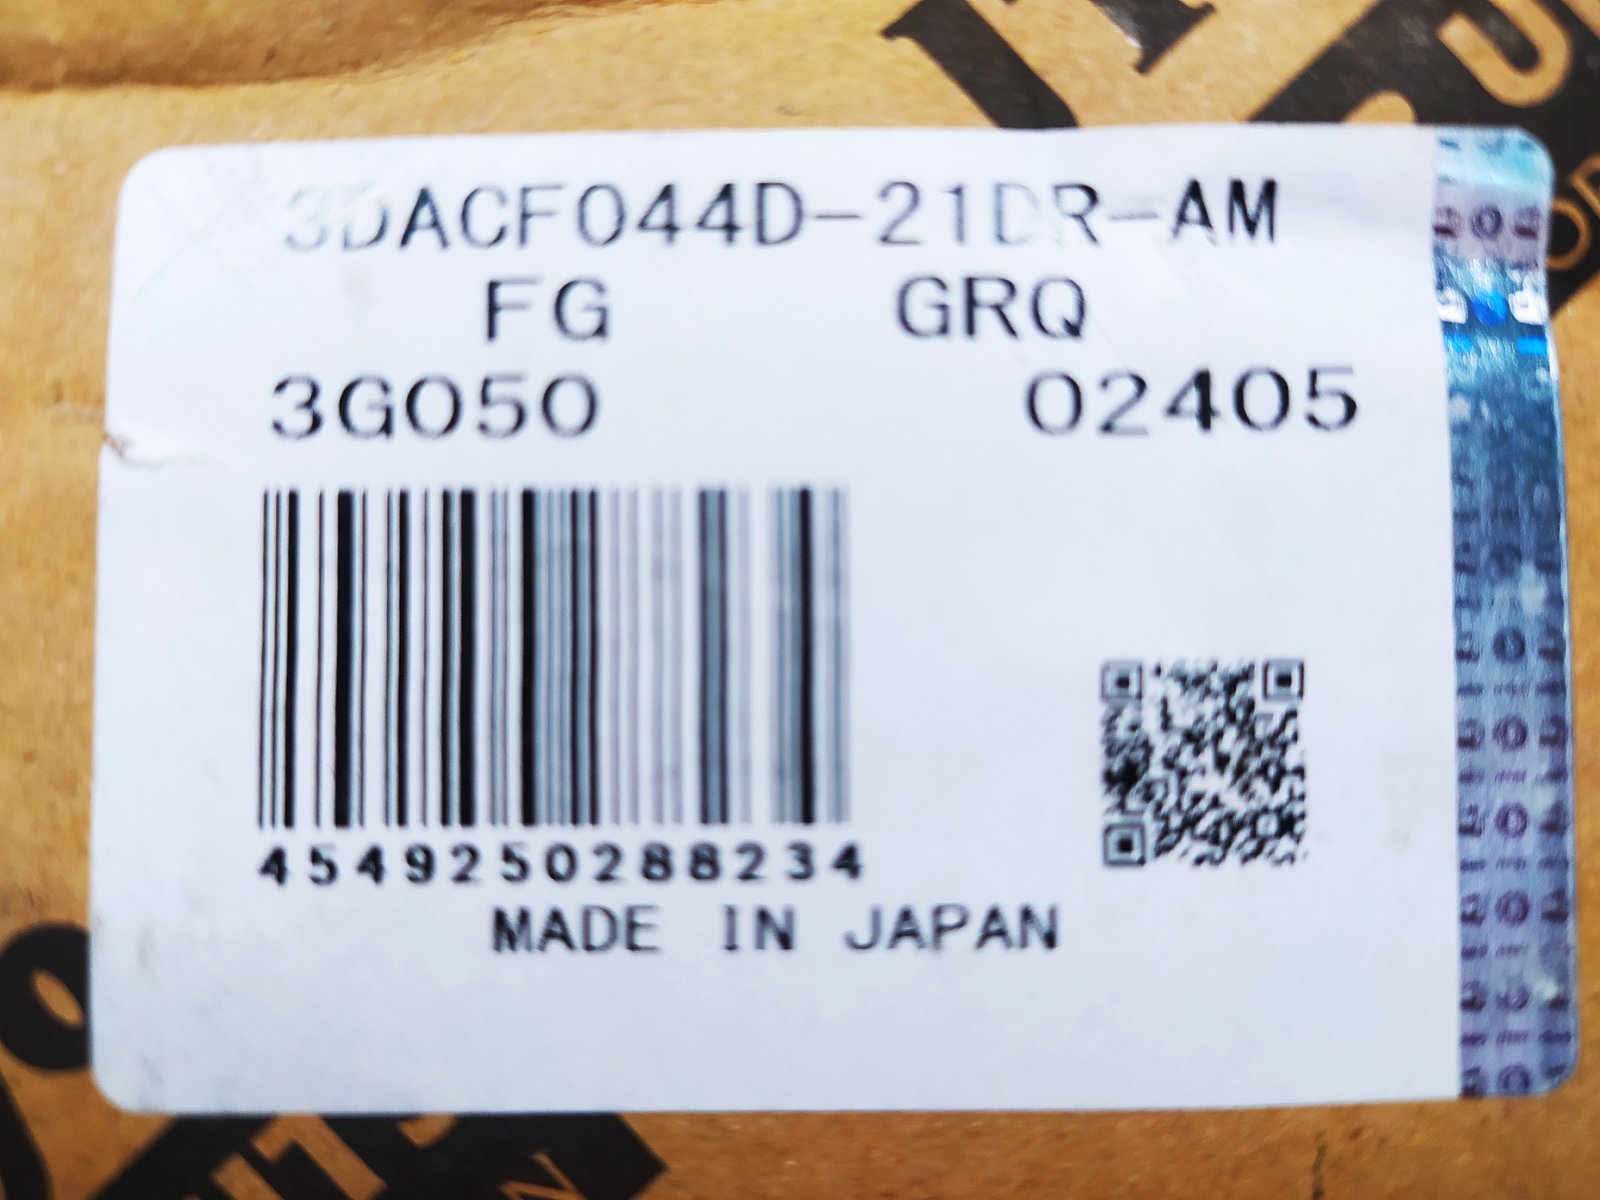 3DACF044D-21DR-AM
FG GRQ
3G050 02405
4549250288234
MADE IN JAPAN